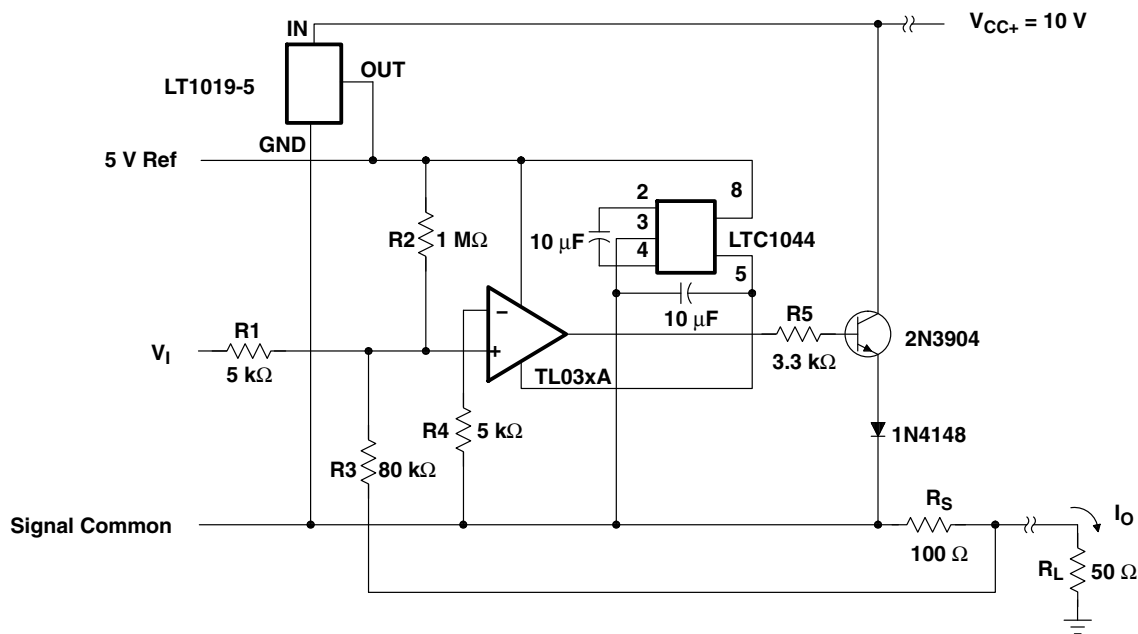 IN
V_CC+ = 10 V
OUT
LT1019-5
GND
5 V Ref
2
8
3
R2
1 MΩ
10 μF
LTC1044
4
5
10 μF
R1
R5
V_I
−
+
2N3904
5 kΩ
3.3 kΩ
TL03xA
R4
5 kΩ
1N4148
R3
80 kΩ
R_S
I_O
Signal Common
100 Ω
R_L
50 Ω